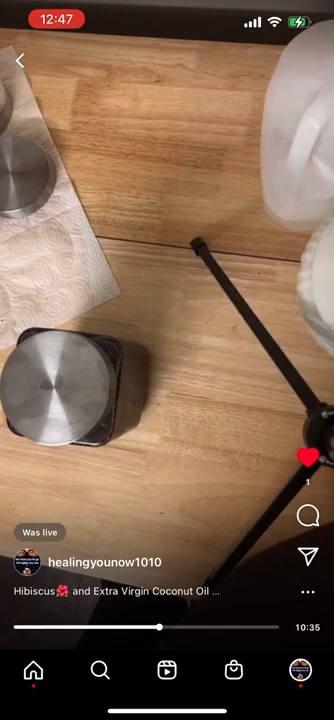 12:47
1
Was live
healingyounow1010
Hibiscus🌺 and Extra Virgin Coconut Oil ...
10:35